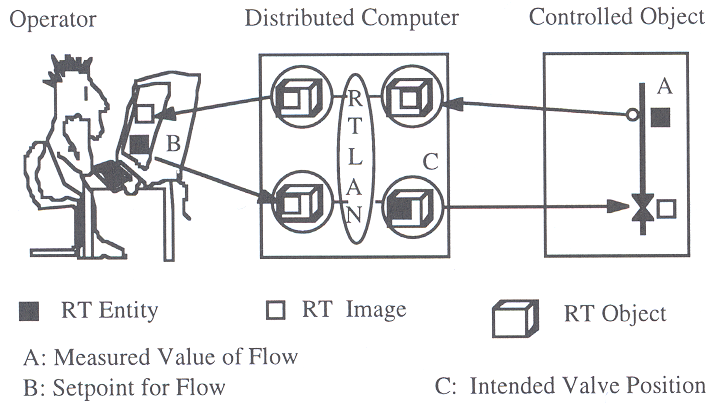 Operator Distributed Computer Controlled Object
A
B
C
RTLAN
RT Entity RT Image RT Object
A: Measured Value of Flow
B: Setpoint for Flow C: Intended Valve Position